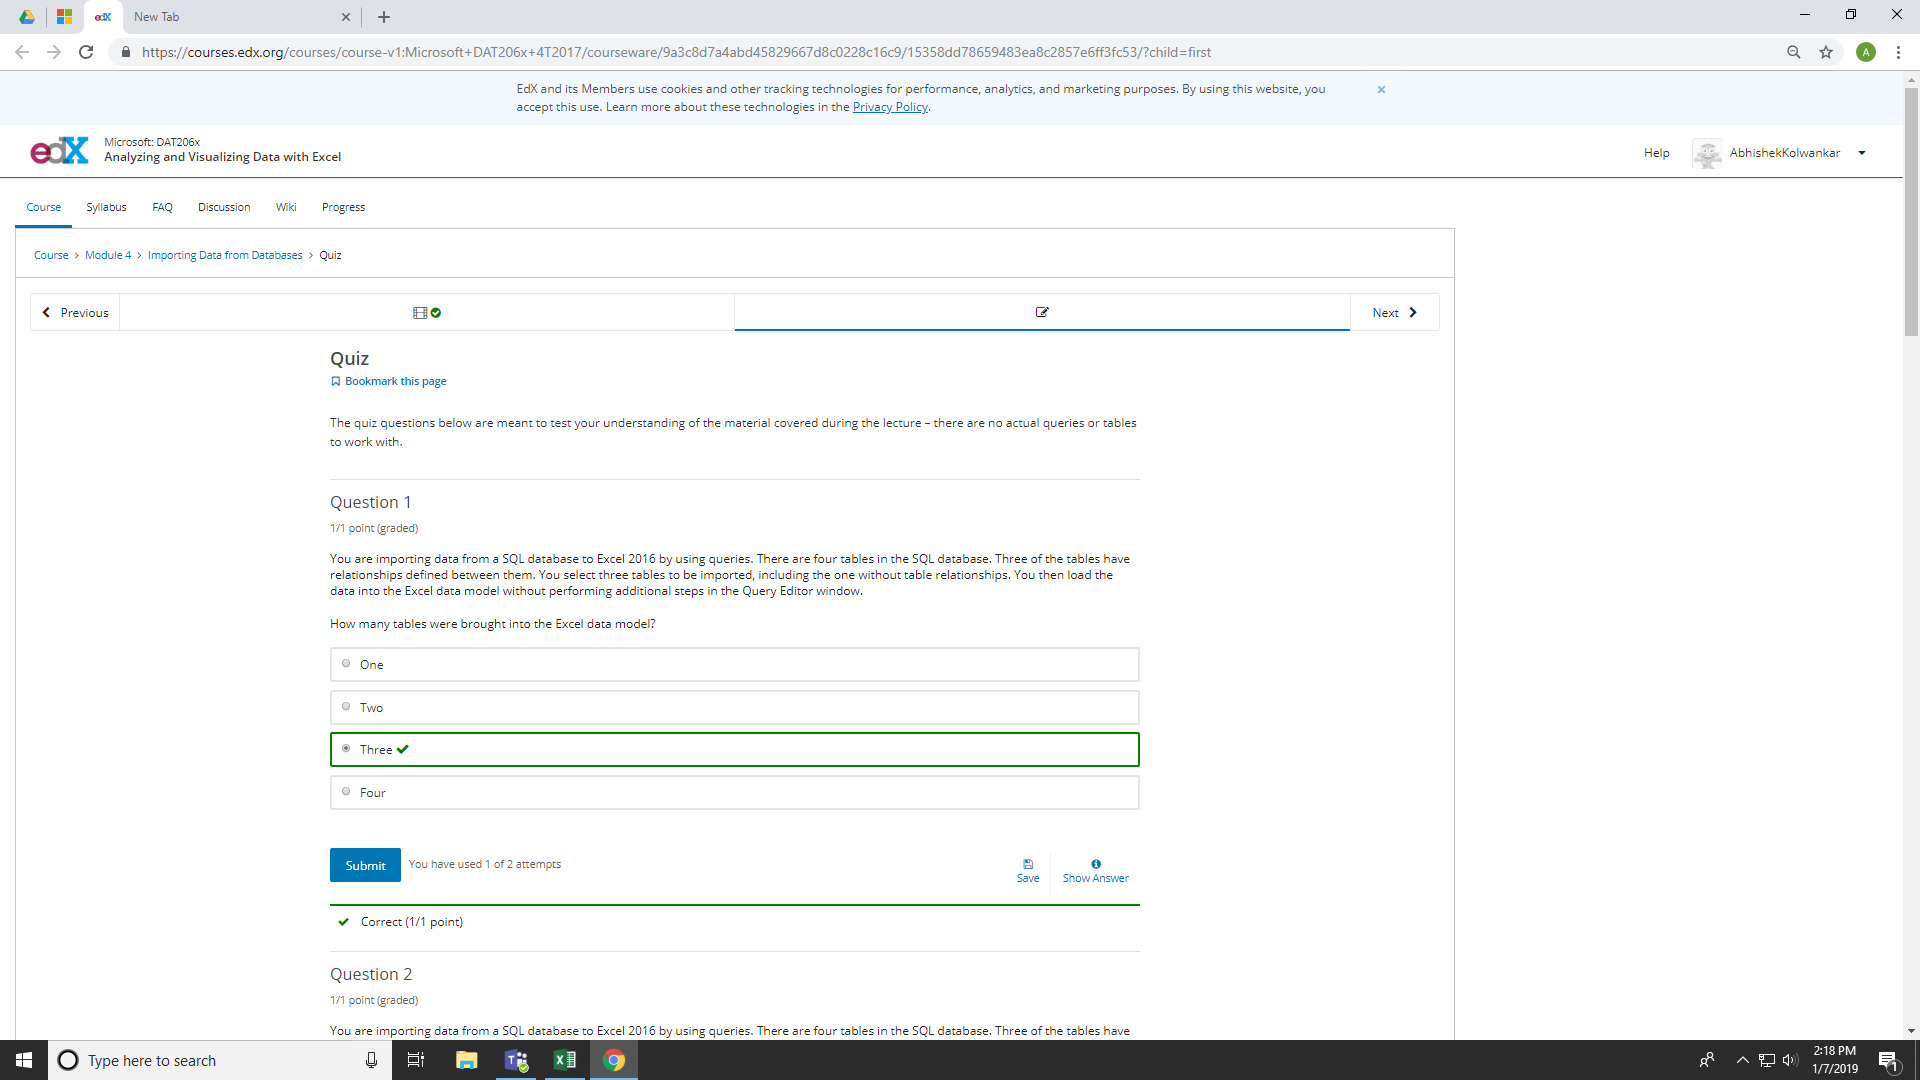 edX
New Tab
https://courses.edx.org/courses/course-v1:Microsoft+DAT206x+4T2017/courseware/9a3c8d7a4abd45829667d8c0228c16c9/15358dd78659483ea8c2857e6ff3fc53/?child=first
A
EdX and its Members use cookies and other tracking technologies for performance, analytics, and marketing purposes. By using this website, you
accept this use. Learn more about these technologies in the Privacy Policy.
edX
Microsoft: DAT206x
Analyzing and Visualizing Data with Excel
Help
AbhishekKolwankar
Course
Syllabus
FAQ
Discussion
Wiki
Progress
Course > Module 4 > Importing Data from Databases > Quiz
Previous
Next
Quiz
Bookmark this page
The quiz questions below are meant to test your understanding of the material covered during the lecture – there are no actual queries or tables
to work with.
Question 1
1/1 point (graded)
You are importing data from a SQL database to Excel 2016 by using queries. There are four tables in the SQL database. Three of the tables have
relationships defined between them. You select three tables to be imported, including the one without table relationships. You then load the
data into the Excel data model without performing additional steps in the Query Editor window.
How many tables were brought into the Excel data model?
One
Two
Three
Four
Submit
You have used 1 of 2 attempts
Save
Show Answer
Correct (1/1 point)
Question 2
1/1 point (graded)
You are importing data from a SQL database to Excel 2016 by using queries. There are four tables in the SQL database. Three of the tables have
Type here to search
2:18 PM
1/7/2019
1